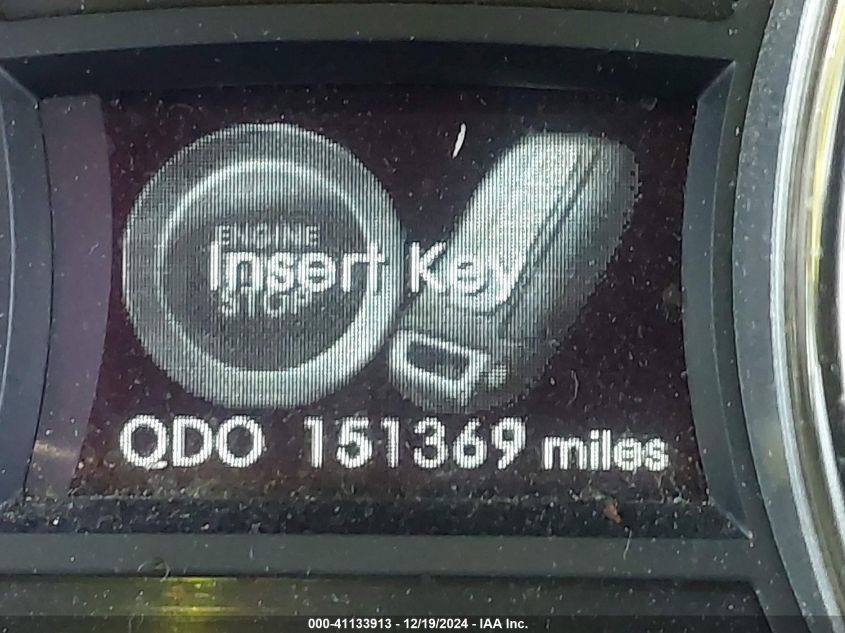 ENGINE
Insert Key
STOP
ODO 151369 miles
000-41133913 - 12/19/2024 - IAA Inc.